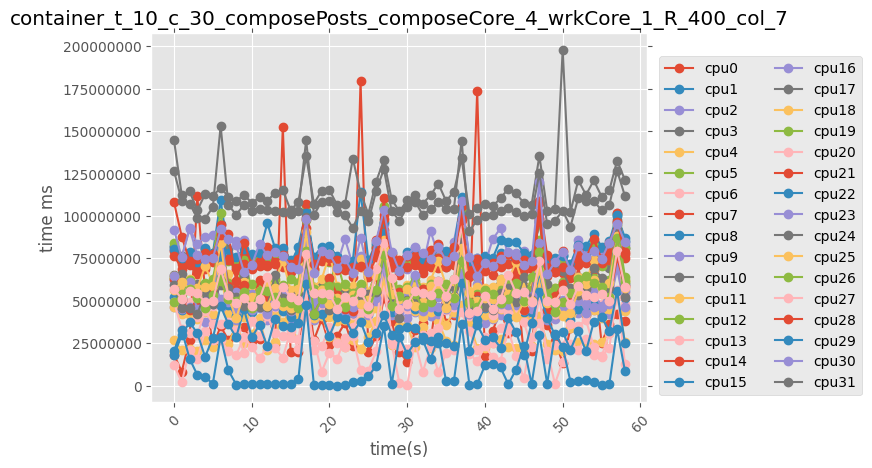 container_t_10_c_30_composePosts_composeCore_4_wrkCore_1_R_400_col_7
time ms
200000000
175000000
150000000
125000000
100000000
75000000
50000000
25000000
0
0
10
20
30
40
50
60
time(s)
cpu0
cpu1
cpu2
cpu3
cpu4
cpu5
cpu6
cpu7
cpu8
cpu9
cpu10
cpu11
cpu12
cpu13
cpu14
cpu15
cpu16
cpu17
cpu18
cpu19
cpu20
cpu21
cpu22
cpu23
cpu24
cpu25
cpu26
cpu27
cpu28
cpu29
cpu30
cpu31